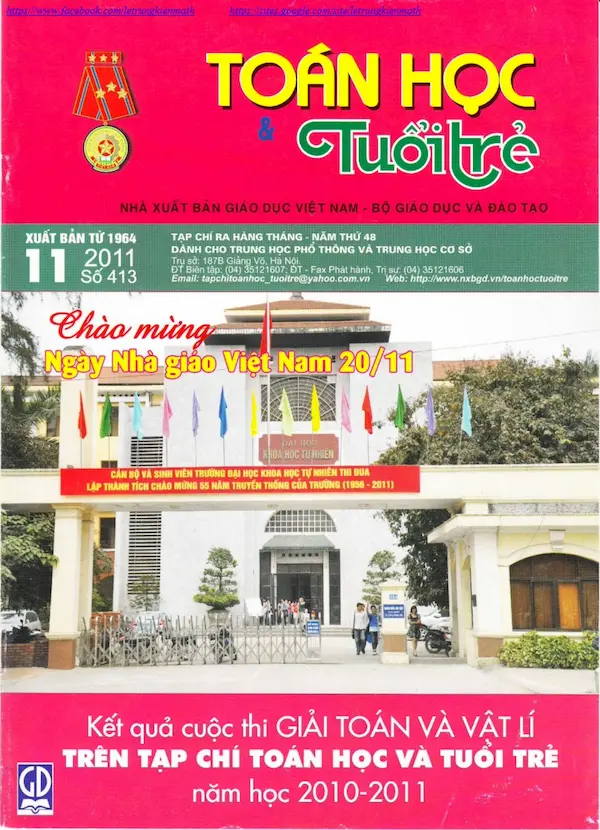 https://www.facebook.com/letrungkienmath https://sites.google.com/site/letrungkienmath
TOÁN HỌC
& Tuổi trẻ
NHÀ XUẤT BẢN GIÁO DỤC VIỆT NAM - BỘ GIÁO DỤC VÀ ĐÀO TẠO
XUẤT BẢN TỪ 1964
11 2011
Số 413
TẠP CHÍ RA HÀNG THÁNG - NĂM THỨ 48
DÀNH CHO TRUNG HỌC PHỔ THÔNG VÀ TRUNG HỌC CƠ SỞ
Trụ sở: 187B Giảng Võ, Hà Nội.
ĐT Biên tập: (04) 35121607; ĐT - Fax Phát hành, Trị sự: (04) 35121606
Email: tapchitoanhoc_tuoitre@yahoo.com.vn Web: http://www.nxbgd.vn/toanhoctuoitre
Chào mừng
Ngày Nhà giáo Việt Nam 20/11
ĐẠI HỌC
KHOA HỌC TỰ NHIÊN
CÁN BỘ VÀ SINH VIÊN TRƯỜNG ĐẠI HỌC KHOA HỌC TỰ NHIÊN THI ĐUA
LẬP THÀNH TÍCH CHÀO MỪNG 55 NĂM TRUYỀN THỐNG CỦA TRƯỜNG (1956 - 2011)
Kết quả cuộc thi GIẢI TOÁN VÀ VẬT LÍ
TRÊN TẠP CHÍ TOÁN HỌC VÀ TUỔI TRẺ
năm học 2010-2011
GD